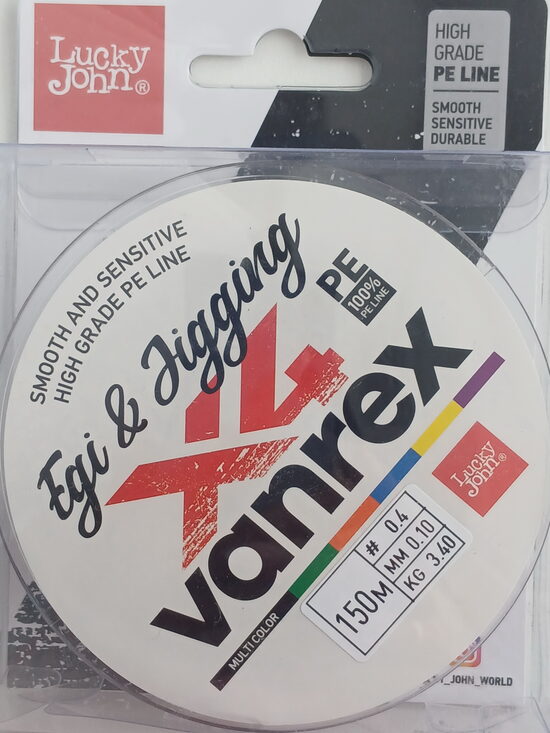 Lucky
John®
HIGH
GRADE
PE LINE
SMOOTH
SENSITIVE
DURABLE
SMOOTH AND SENSITIVE
HIGH GRADE PE LINE
Egi & Jigging
PE
100%
PE LINE
X4
vanrex
MULTI COLOR
Lucky
John®
150м
# 0.4
MM 0.10
KG 3.40
_JOHN_WORLD